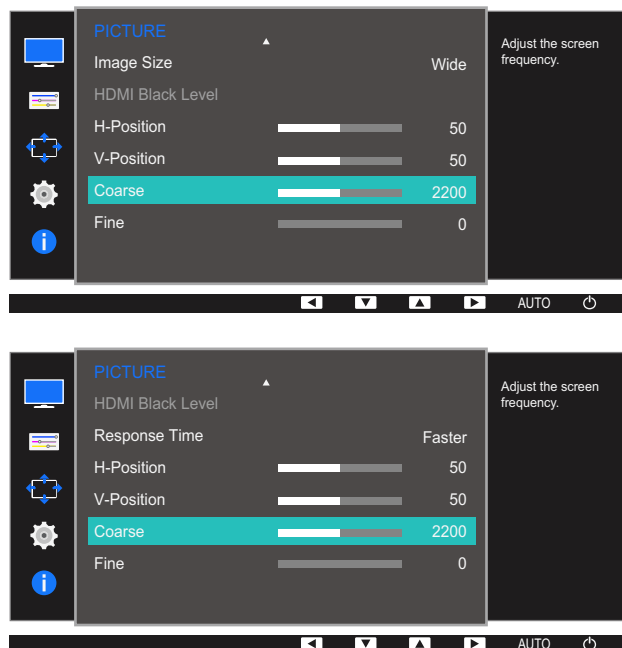 PICTURE
Image Size Wide
HDMI Black Level
H-Position 50
V-Position 50
Coarse 2200
Fine 0
Adjust the screen
frequency.
AUTO
PICTURE
HDMI Black Level
Response Time Faster
H-Position 50
V-Position 50
Coarse 2200
Fine 0
Adjust the screen
frequency.
AUTO